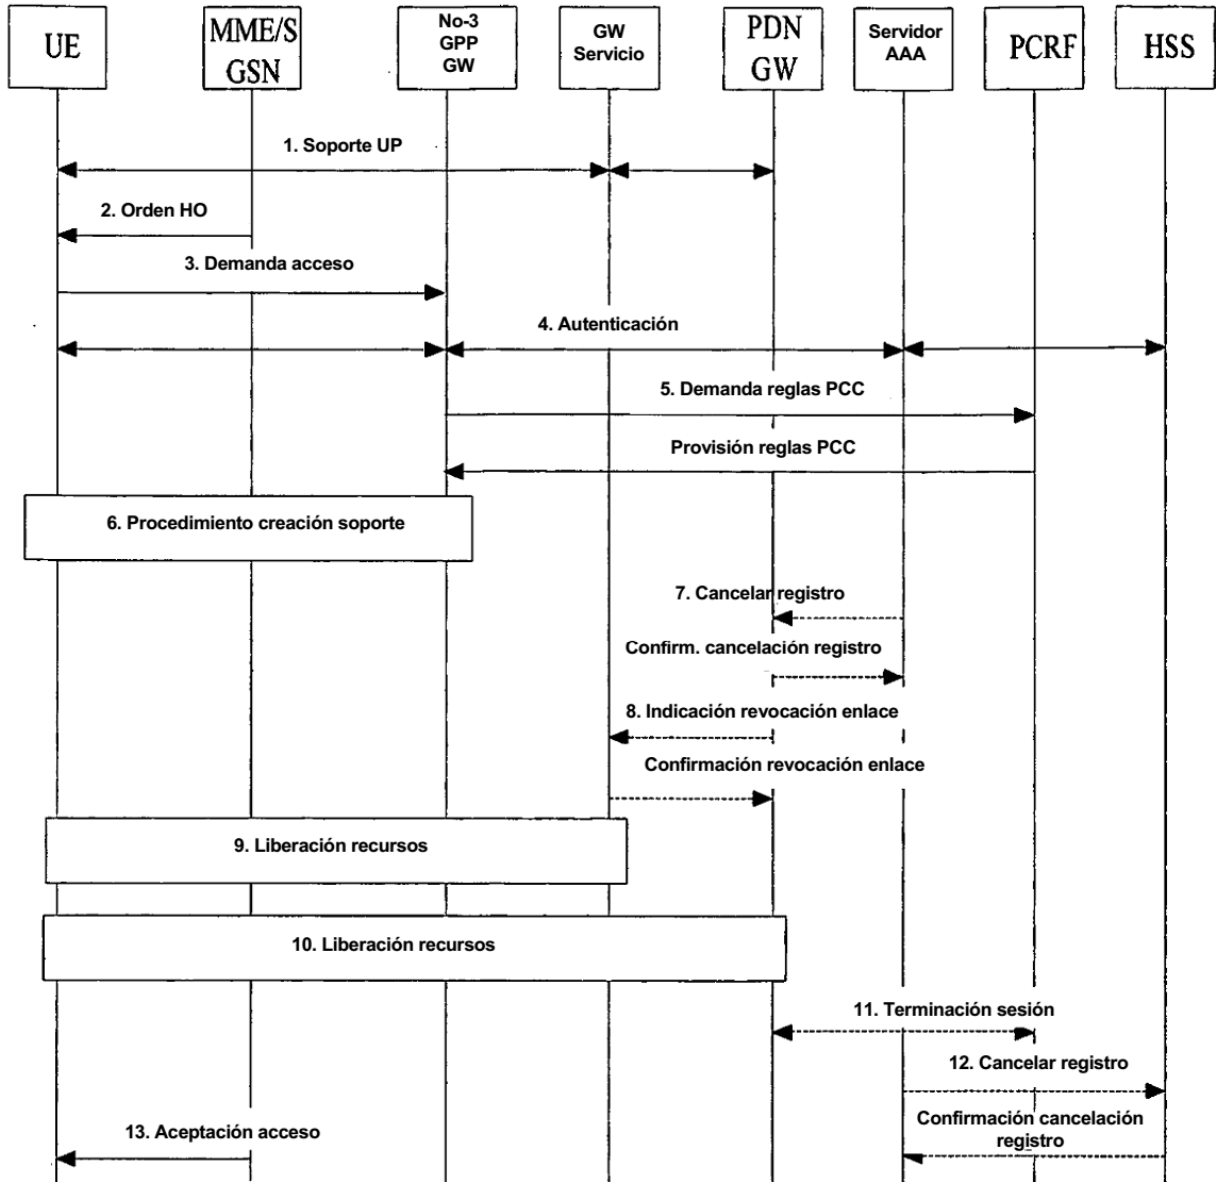 UE
MME/S
GSN
No-3
GPP
GW
GW
Servicio
PDN
GW
Servidor
AAA
PCRF
HSS
1. Soporte UP
2. Orden HO
3. Demanda acceso
4. Autenticación
5. Demanda reglas PCC
Provisión reglas PCC
6. Procedimiento creación soporte
7. Cancelar registro
Confirm. cancelación registro
8. Indicación revocación enlace
Confirmación revocación enlace
9. Liberación recursos
10. Liberación recursos
11. Terminación sesión
12. Cancelar registro
Confirmación cancelación
registro
13. Aceptación acceso